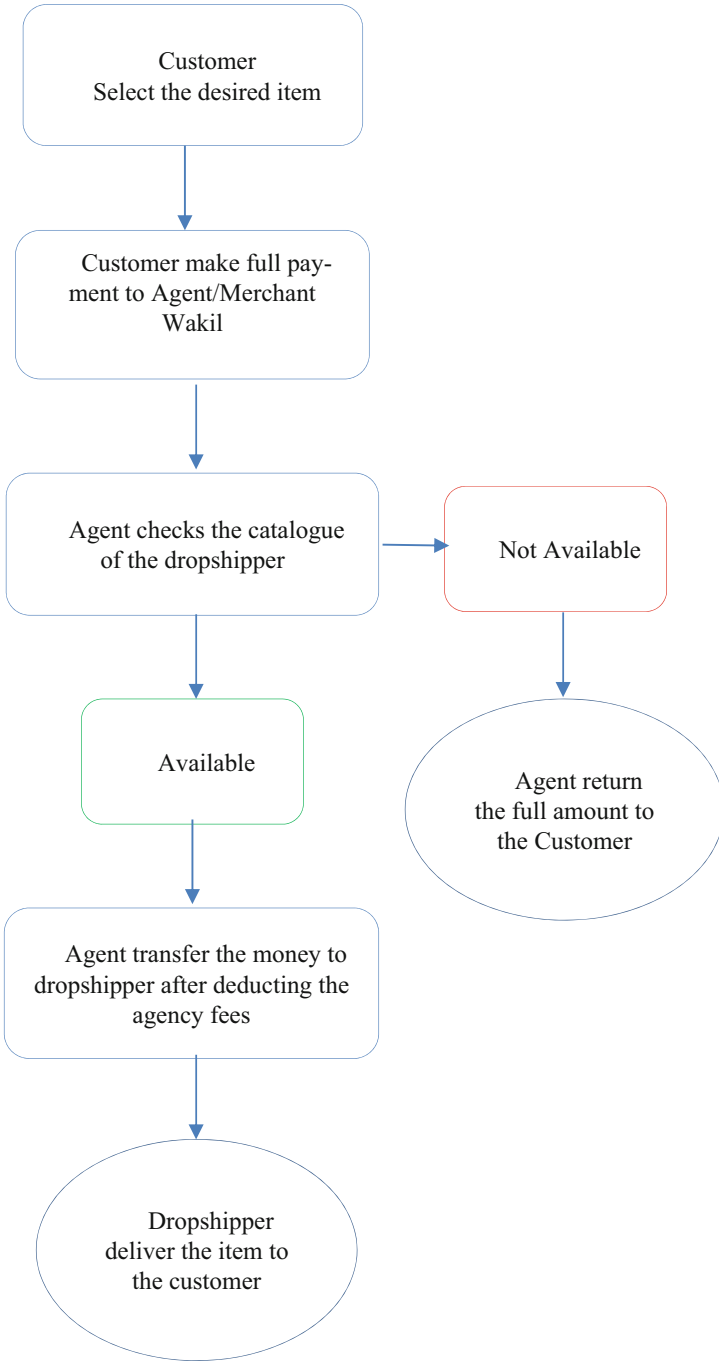 Customer
Select the desired item
Customer make full pay-
ment to Agent/Merchant
Wakil
Agent checks the catalogue
of the dropshipper
Not Available
Available
Agent return
the full amount to
the Customer
Agent transfer the money to
dropshipper after deducting the
agency fees
Dropshipper
deliver the item to
the customer